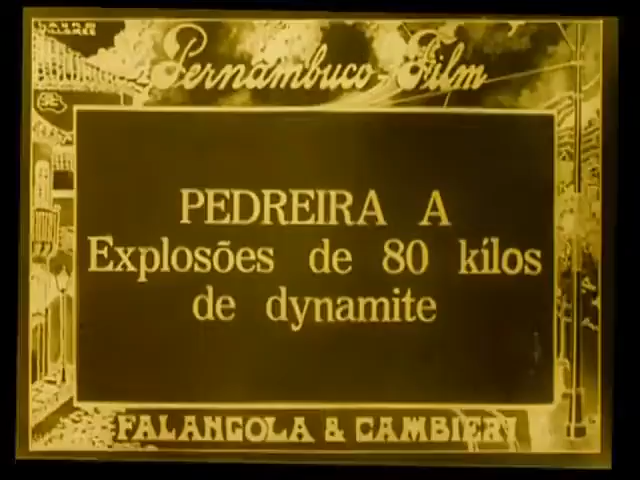 Pernambuco-Film
PEDREIRA A
Explosões de 80 kilos
de dynamite
FALANGOLA & CAMBIERI